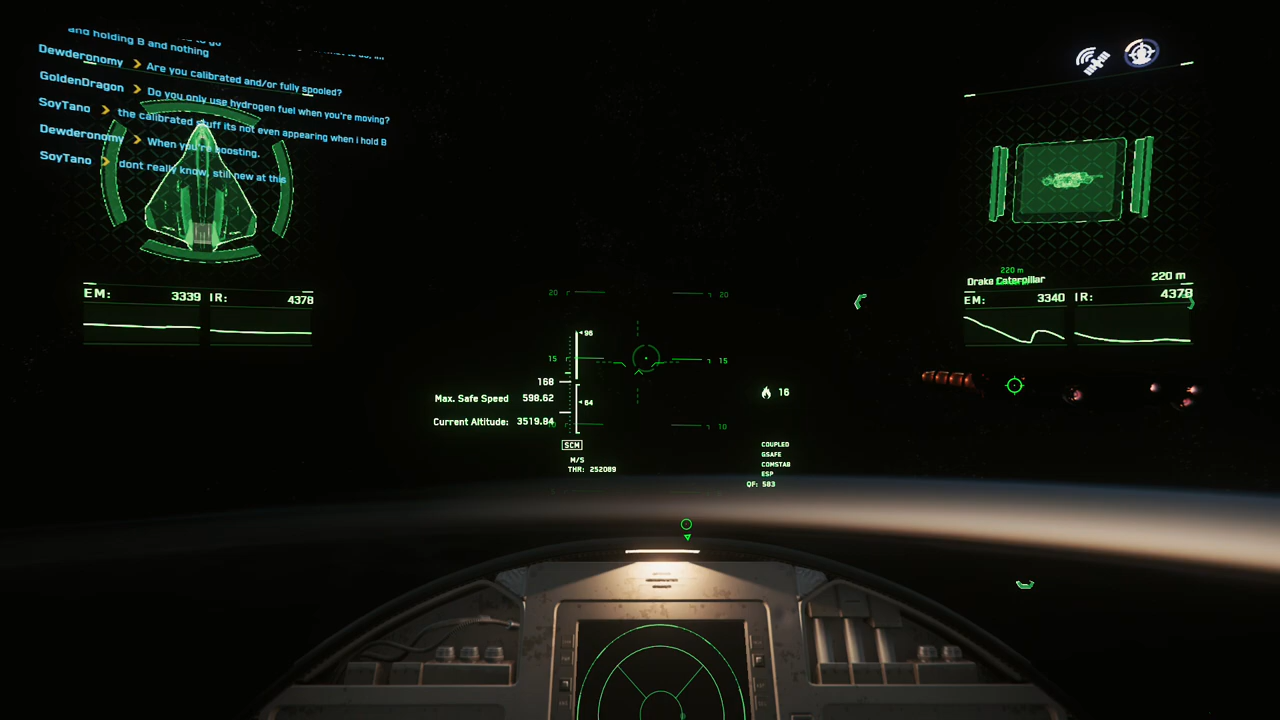 and holding B and nothing
Dewderonomy > Are you calibrated and/or fully spooled?
GoldenDragon > Do you only use hydrogen fuel when you're moving?
SoyTano > the calibrated stuff its not even appearing when i hold B
Dewderonomy > When you're boosting.
SoyTano > dont really know, still new at this
EM: 3339 IR: 4378
220 m
Drake Caterpillar 220 m
EM: 3340 IR: 4378
20 20
96
15 15
168
Max. Safe Speed 598.62
64
16
Current Altitude: 3519.84
10
SCM
M/S
THR: 252089
COUPLED
GSAFE
COMSTAB
ESP
QF: 583